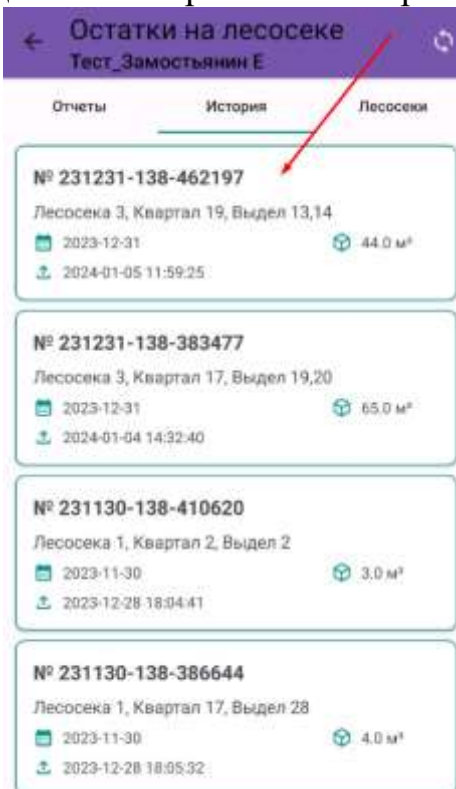 Остатки на лесосеке
Тест_Замостьянин Е
Отчеты История Лесосеки
№ 231231-138-462197
Лесосека 3, Квартал 19, Выдел 13,14
2023-12-31 44.0 м³
2024-01-05 11:59:25
№ 231231-138-383477
Лесосека 3, Квартал 17, Выдел 19,20
2023-12-31 65.0 м³
2024-01-04 14:32:40
№ 231130-138-410620
Лесосека 1, Квартал 2, Выдел 2
2023-11-30 3.0 м³
2023-12-28 18:04:41
№ 231130-138-386644
Лесосека 1, Квартал 17, Выдел 28
2023-11-30 4.0 м³
2023-12-28 18:05:32